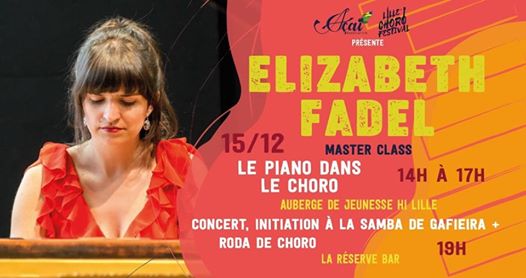 Açaí
LILLE
CHORO
FESTIVAL
PRÉSENTE
ELIZABETH
FADEL
15/12 MASTER CLASS
LE PIANO DANS
LE CHORO 14H À 17H
AUBERGE DE JEUNESSE HI LILLE
CONCERT, INITIATION À LA SAMBA DE GAFIEIRA +
RODA DE CHORO 19H
LA RÉSERVE BAR